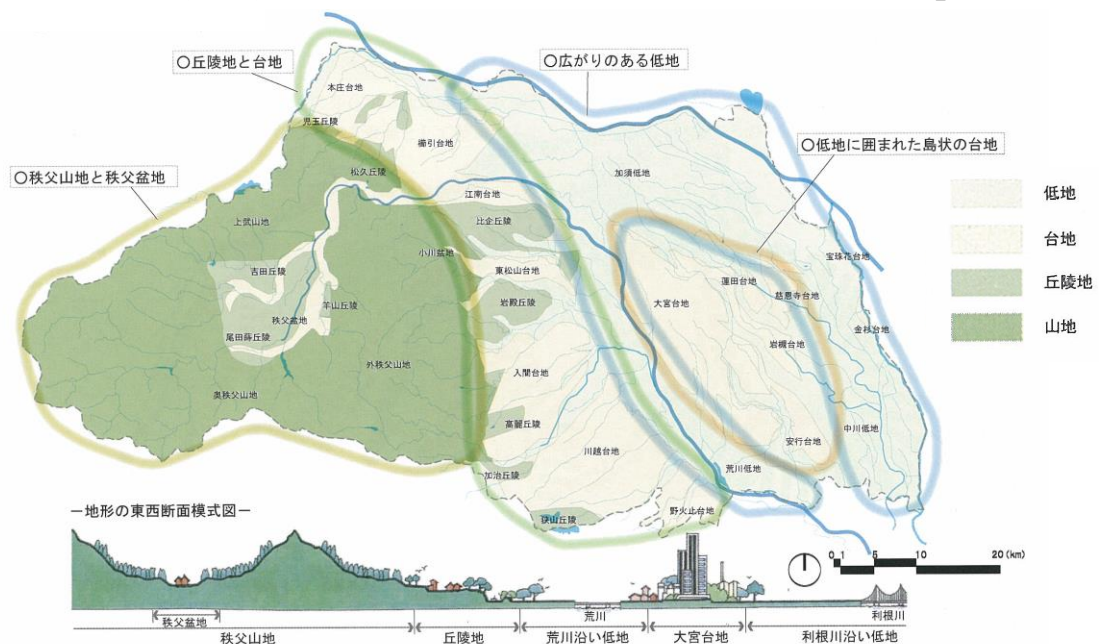 ○丘陵地と台地
○広がりのある低地
本庄台地
児玉丘陵
櫛引台地
○低地に囲まれた島状の台地
○秩父山地と秩父盆地
松久丘陵
加須低地
江南台地
上武山地
比企丘陵
小川盆地
宝珠花台地
吉田丘陵
東松山台地
蓮田台地
慈恩寺台地
羊山丘陵
岩殿丘陵
大宮台地
秩父盆地
金杉台地
尾田蒔丘陵
岩槻台地
外秩父山地
入間台地
奥秩父山地
高麗丘陵
中川低地
安行台地
川越台地
荒川低地
加治丘陵
野火止台地
狭山丘陵
低地
台地
丘陵地
山地
－地形の東西断面模式図－
0 1 5 10 20 (km)
荒川
利根川
秩父盆地
秩父山地
丘陵地
荒川沿い低地
大宮台地
利根川沿い低地